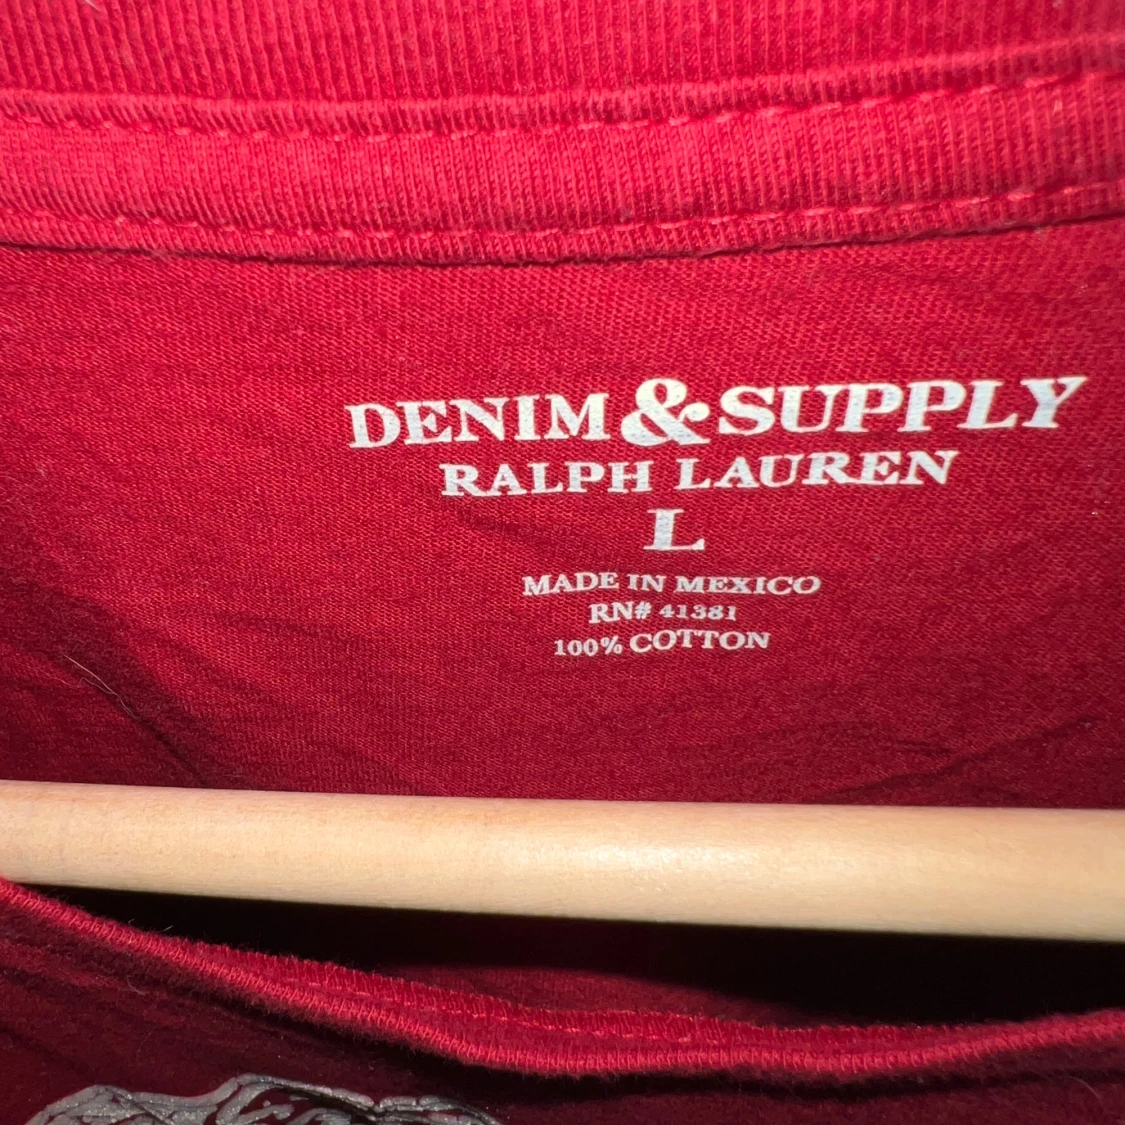 DENIM & SUPPLY
RALPH LAUREN
L
MADE IN MEXICO
RN# 41381
100% COTTON